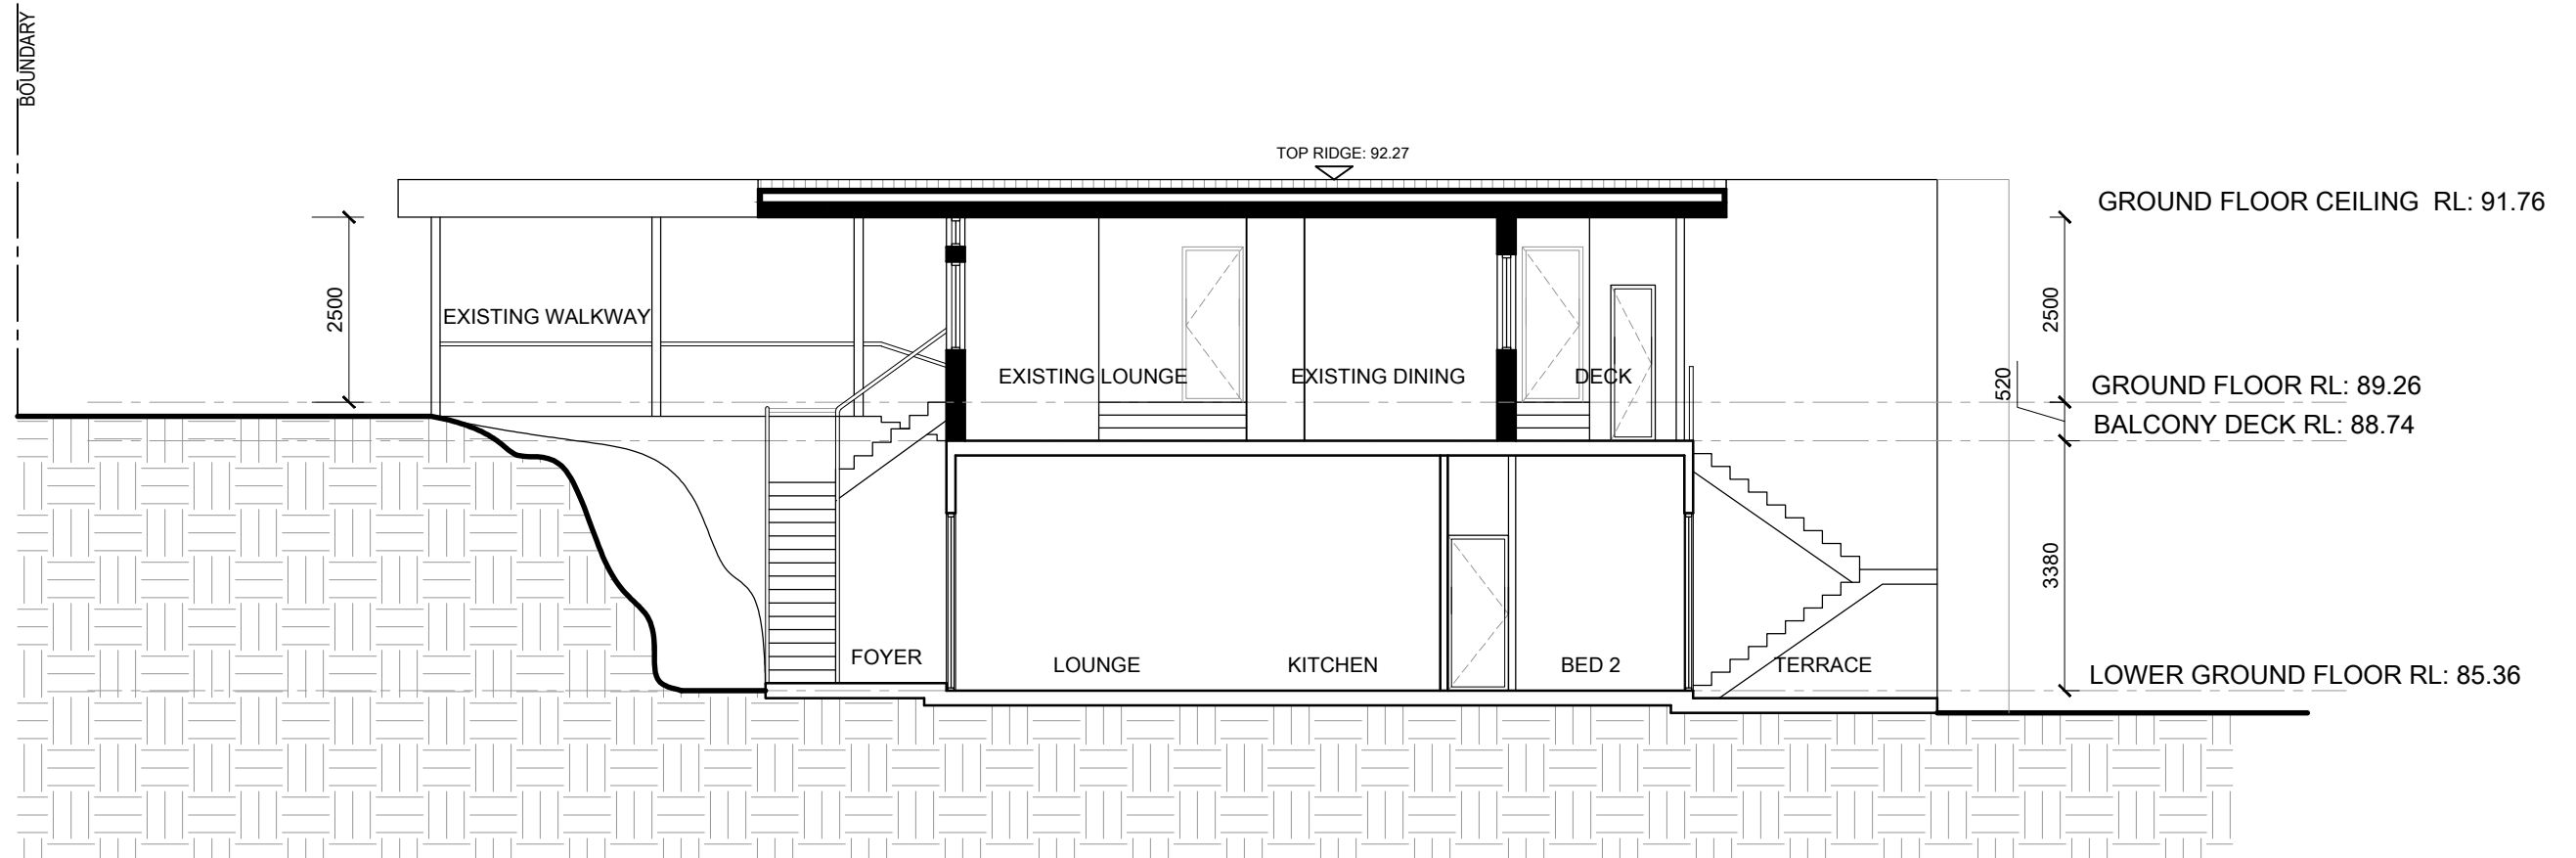 BOUNDARY
TOP RIDGE: 92.27
GROUND FLOOR CEILING  RL: 91.76
2500
EXISTING WALKWAY
2500
EXISTING LOUNGE
EXISTING DINING
DECK
520
GROUND FLOOR RL: 89.26
BALCONY DECK RL: 88.74
3380
FOYER
LOUNGE
KITCHEN
BED 2
TERRACE
LOWER GROUND FLOOR RL: 85.36